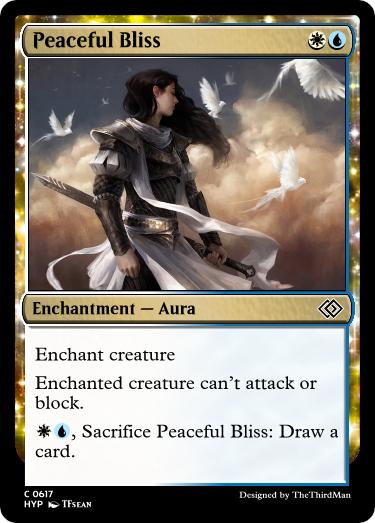 Peaceful Bliss
Enchantment — Aura
Enchant creature
Enchanted creature can't attack or
block.
, Sacrifice Peaceful Bliss: Draw a
card.
C 0617
HYP TFSEAN
Designed by TheThirdMan